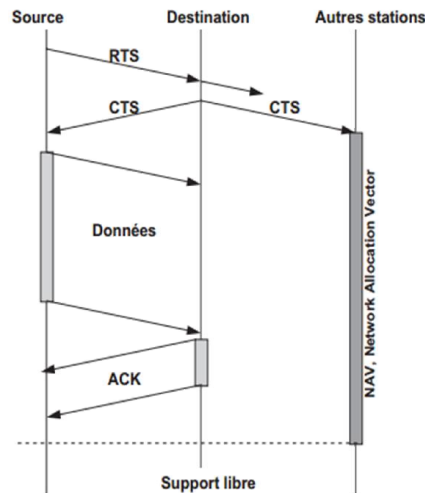 Source Destination Autres stations
RTS
CTS CTS
Données
NAV, Network Allocation Vector
ACK
Support libre